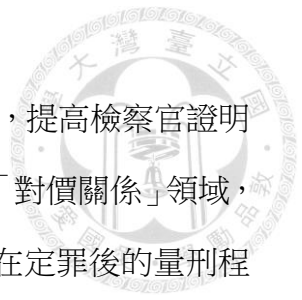 ，提高檢察官證明
「對價關係」領域，
在定罪後的量刑程